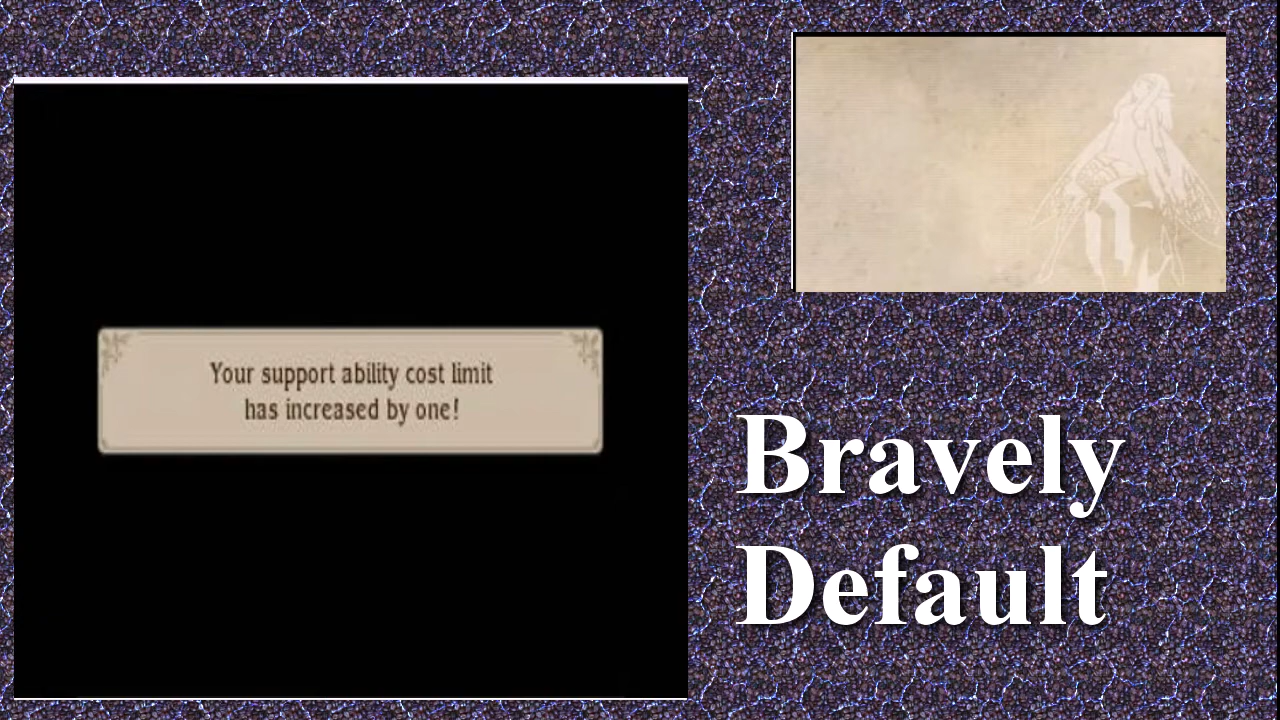 Your support ability cost limit
has increased by one!
Bravely
Default